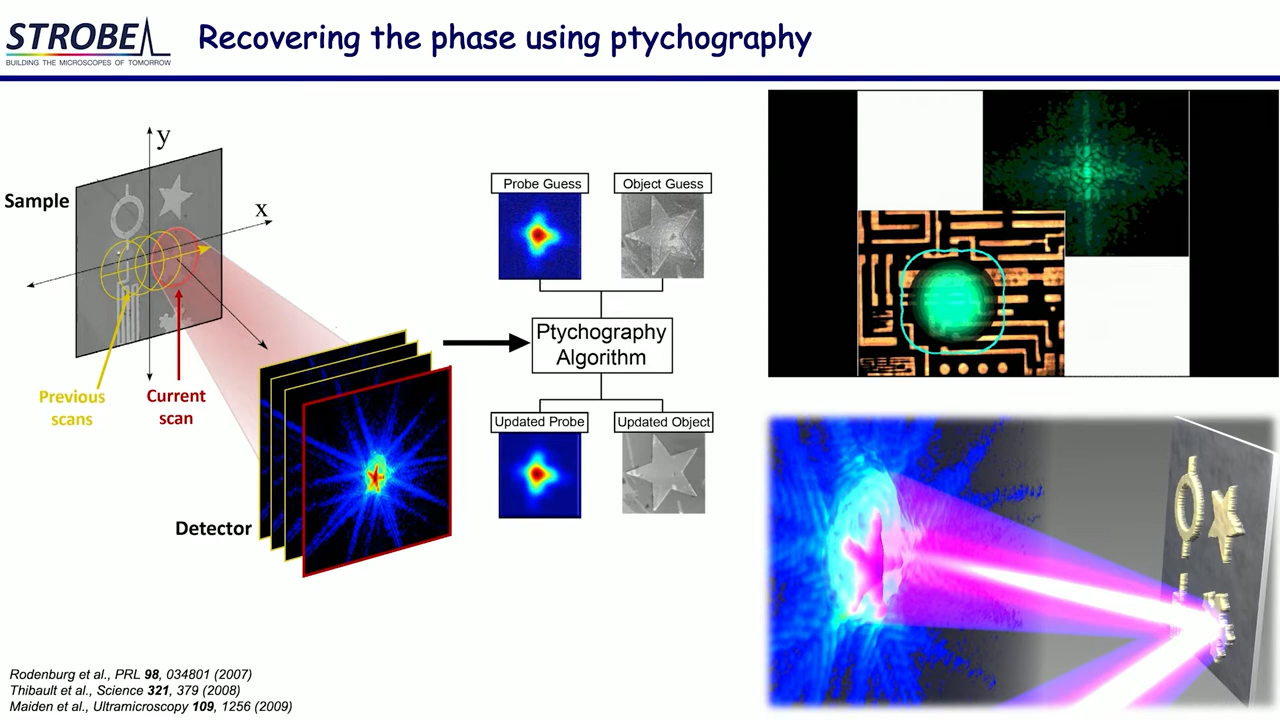 STROBE
BUILDING THE MICROSCOPES OF TOMORROW
Recovering the phase using ptychography
y
x
Sample
Previous
scans
Current
scan
Detector
Probe Guess
Object Guess
Ptychography
Algorithm
Updated Probe
Updated Object
Rodenburg et al., PRL 98, 034801 (2007)
Thibault et al., Science 321, 379 (2008)
Maiden et al., Ultramicroscopy 109, 1256 (2009)